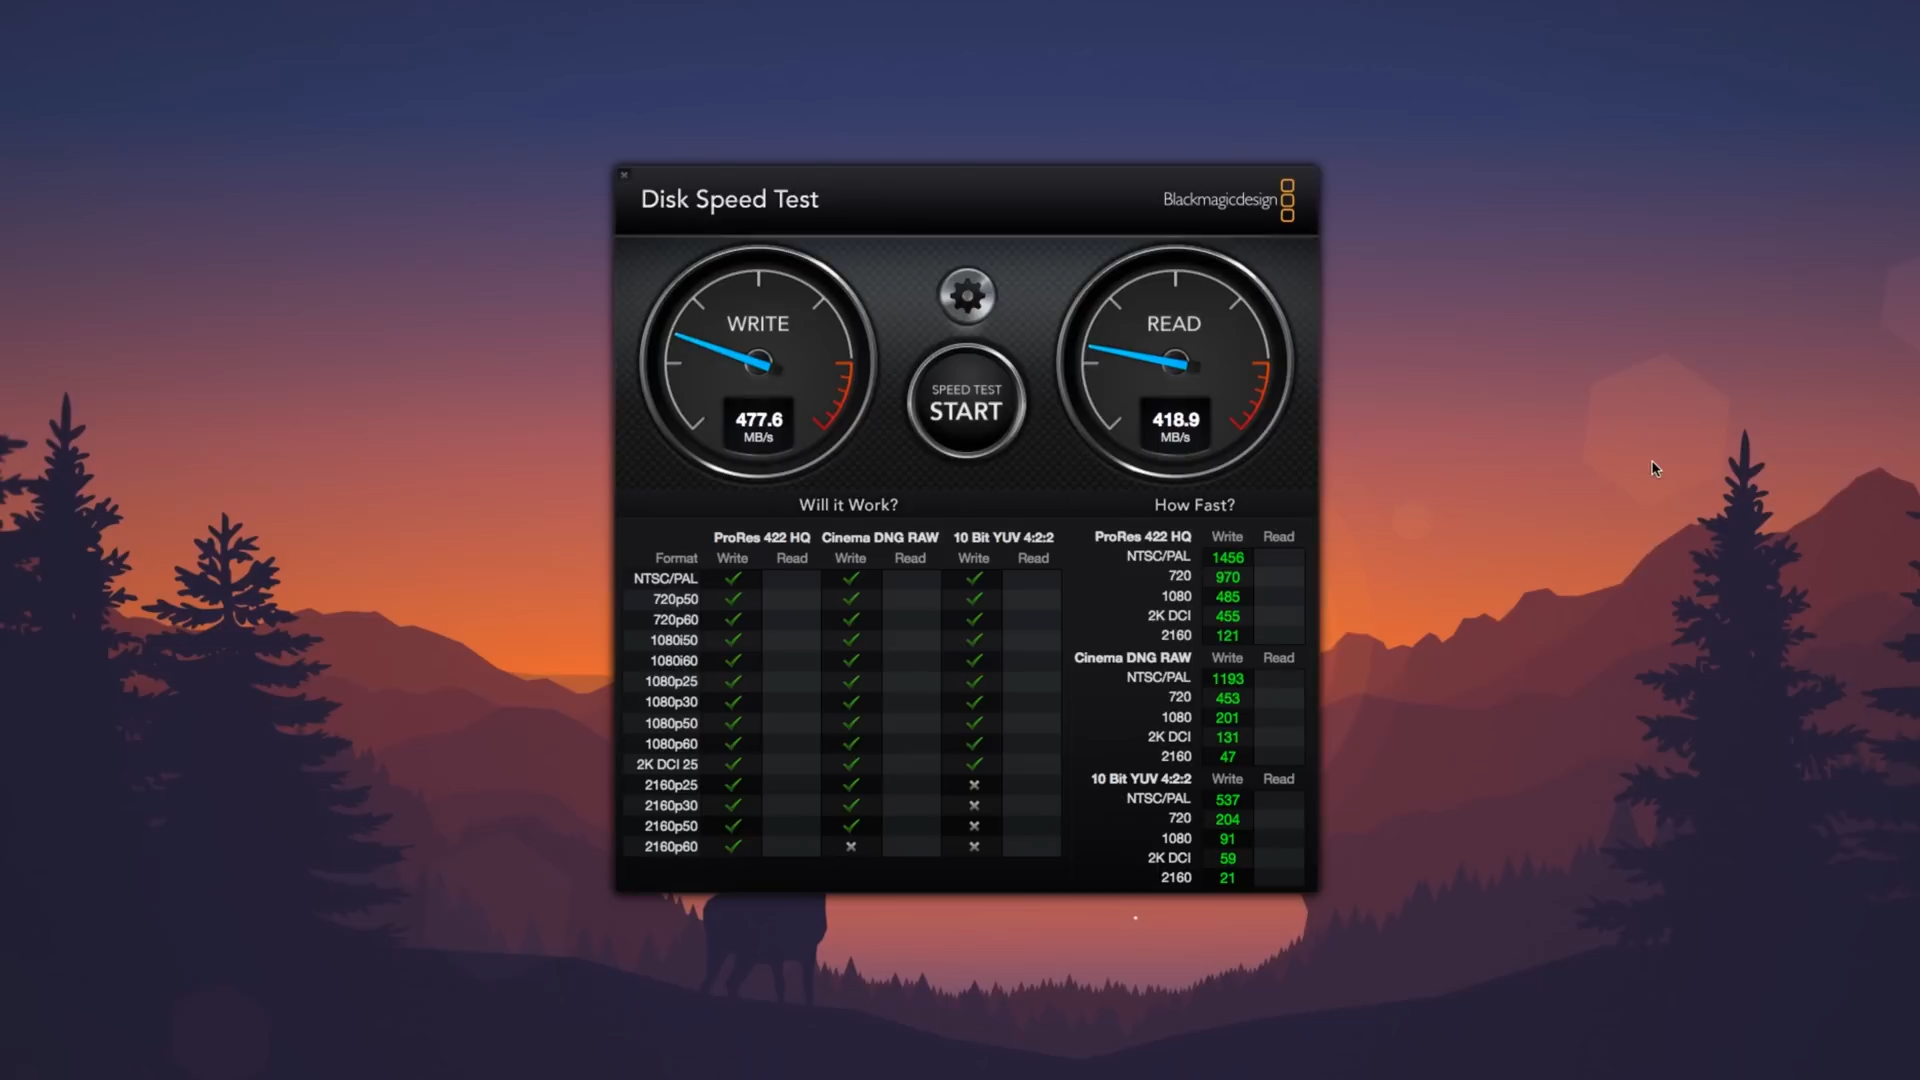 Disk Speed Test
Blackmagicdesign
WRITE
477.6
MB/s
SPEED TEST
START
READ
418.9
MB/s
Will it Work?
ProRes 422 HQ Cinema DNG RAW 10 Bit YUV 4:2:2
Format Write Read Write Read Write Read
NTSC/PAL
720p50
720p60
1080i50
1080i60
1080p25
1080p30
1080p50
1080p60
2K DCI 25
2160p25
2160p30
2160p50
2160p60
How Fast?
ProRes 422 HQ Write Read
NTSC/PAL 1456
720 970
1080 485
2K DCI 455
2160 121
Cinema DNG RAW Write Read
NTSC/PAL 1193
720 453
1080 201
2K DCI 131
2160 47
10 Bit YUV 4:2:2 Write Read
NTSC/PAL 537
720 204
1080 91
2K DCI 59
2160 21